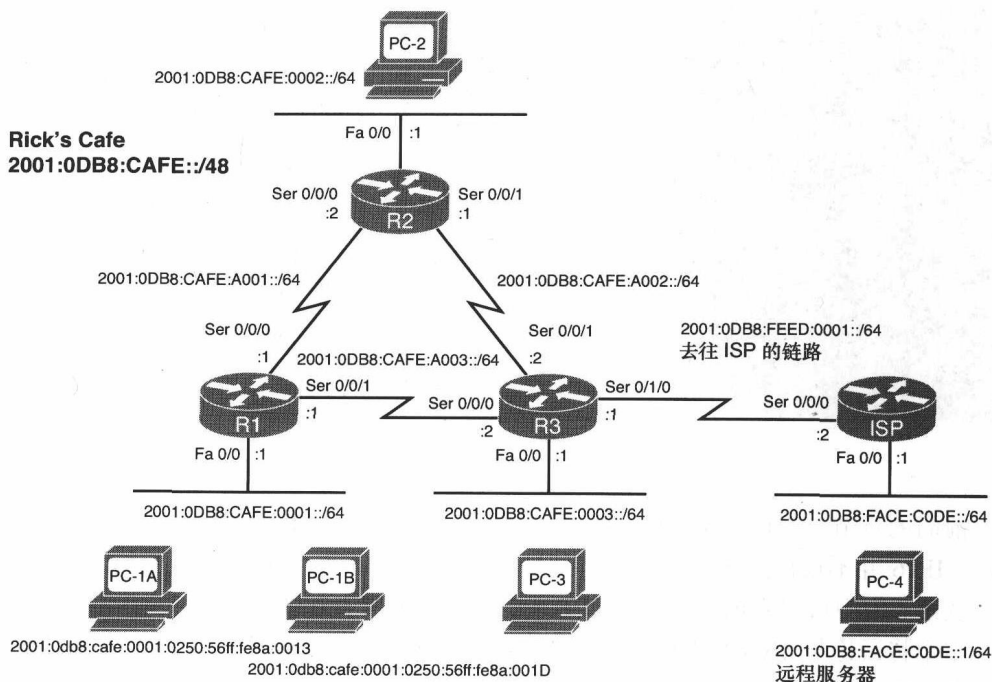 PC-2
2001:0DB8:CAFE:0002::/64
Fa 0/0 :1
Rick's Cafe
2001:0DB8:CAFE::/48
Ser 0/0/0
:2
Ser 0/0/1
:1
R2
2001:0DB8:CAFE:A001::/64
2001:0DB8:CAFE:A002::/64
Ser 0/0/0
:1
Ser 0/0/1
:2
2001:0DB8:FEED:0001::/64
去往 ISP 的链路
2001:0DB8:CAFE:A003::/64
Ser 0/0/1
:1
Ser 0/0/0
:2
Ser 0/1/0
:1
Ser 0/0/0
:2
R1
R3
ISP
Fa 0/0 :1
Fa 0/0 :1
Fa 0/0 :1
2001:0DB8:CAFE:0001::/64
2001:0DB8:CAFE:0003::/64
2001:0DB8:FACE:C0DE::/64
PC-1A
PC-1B
PC-3
PC-4
2001:0db8:cafe:0001:0250:56ff:fe8a:0013
2001:0db8:cafe:0001:0250:56ff:fe8a:001D
2001:0DB8:FACE:C0DE::1/64
远程服务器